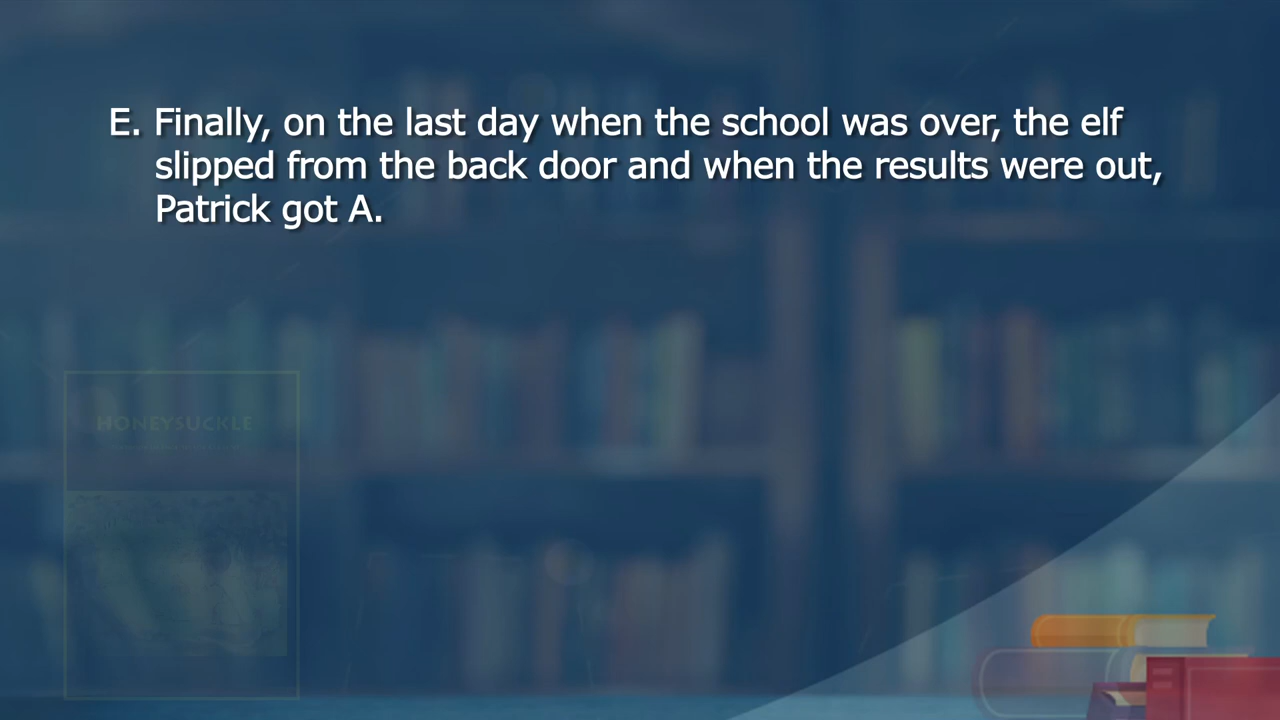 E. Finally, on the last day when the school was over, the elf
slipped from the back door and when the results were out,
Patrick got A.
HONEYSUCKLE